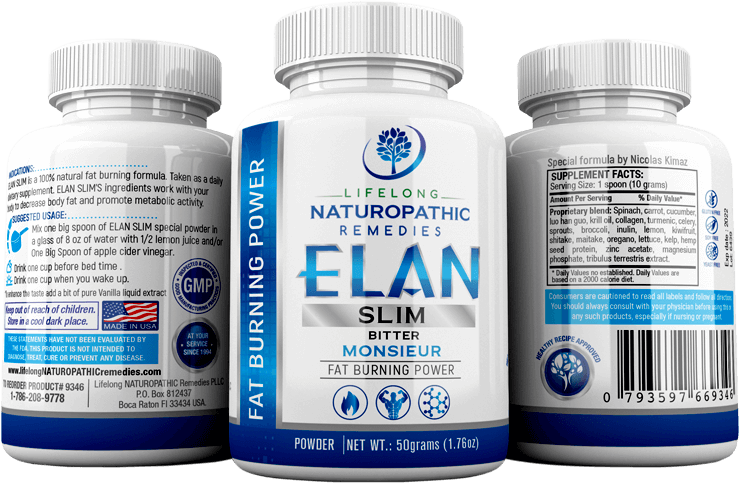 INDICATIONS:
ELAN SLIM is a 100% natural fat burning formula. Taken as a daily
dietary supplement. ELAN SLIM'S ingredients work with your
body to decrease body fat and promote metabolic activity.
SUGGESTED USAGE:
Mix one big spoon of ELAN SLIM special powder in
a glass of 8 oz of water with 1/2 lemon juice and/or
One Big Spoon of apple cider vinegar.
Drink one cup before bed time .
Drink one cup when you wake up.
To enhance the taste add a bit of pure Vanilla liquid extract
Keep out of reach of children.
Store in a cool dark place.
MADE IN USA
GMP
THESE STATEMENTS HAVE NOT BEEN EVALUATED BY
THE FDA. THIS PRODUCT IS NOT INTENDED TO
DIAGNOSE, TREAT, CURE OR PREVENT ANY DISEASE.
AT YOUR
SERVICE
SINCE 1994
www.lifelongNATUROPATHICremedies.com
TO REORDER PRODUCT# 9346
1-786-208-9778
Lifelong NATUROPATHIC Remedies PLLC.
P.O. Box 812437
Boca Raton Fl 33434 USA.
FAT BURNING POWER
LIFELONG
NATUROPATHIC
REMEDIES
ELAN
SLIM
BITTER
MONSIEUR
FAT BURNING POWER
POWDER NET WT.: 50grams (1.76oz)
Special formula by Nicolas Kimaz
SUPPLEMENT FACTS:
Serving Size: 1 spoon (10 grams)
Amount Per Serving % Daily Value*
Proprietary blend: Spinach, carrot, cucumber,
luo han guo, krill oil, collagen, turmeric, celery,
sprouts, broccoli, inulin, lemon, kiwifruit,
shitake, maitake, oregano, lettuce, kelp, hemp
seed protein, zinc acetate, magnesium
phosphate, tribulus terrestris extract.
* Daily Values no established. Daily Values are
based on a 2000 calorie diet.
Consumers are cautioned to read all labels and follow all directions.
You should always consult with your physician before using this or
any such products, especially if nursing or pregnant.
HEALTHY RECIPE APPROVED
GLUTEN FREE
YEAST FREE
Exp date : 2022
Lot: 6439
0 793597 669346